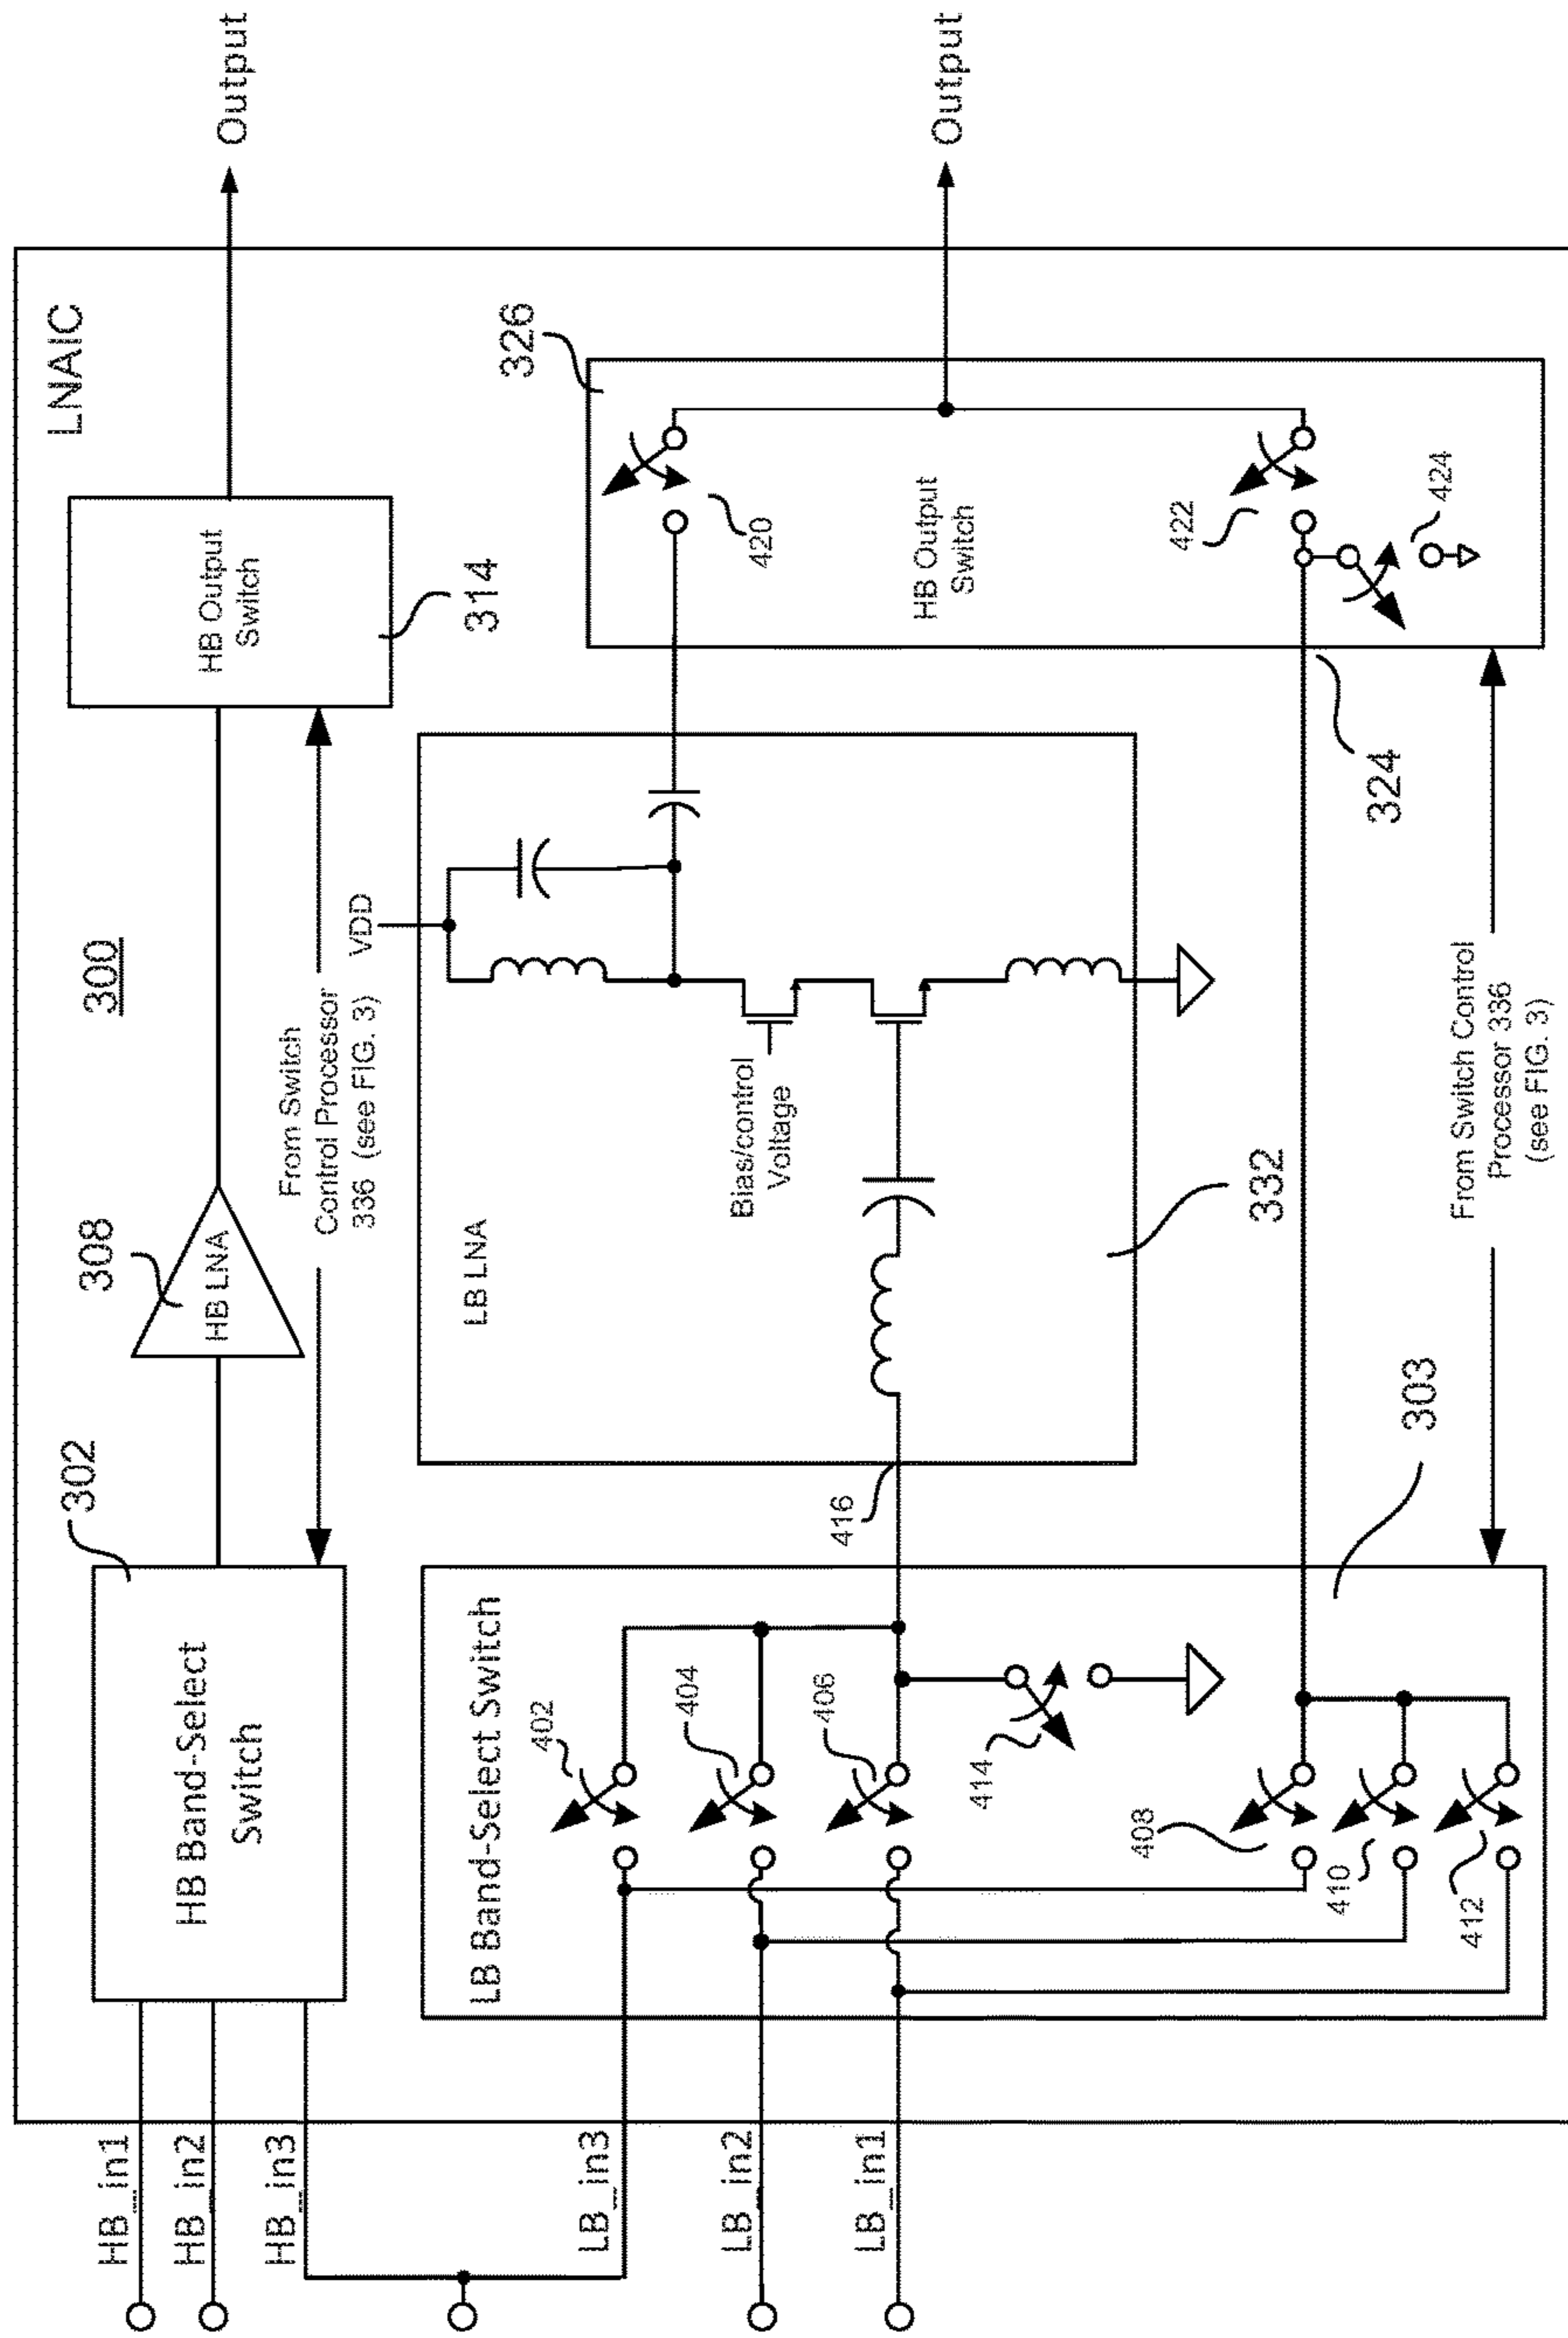 LNAIC
300
HB_in1
HB_in2
HB_in3
302
HB Band-Select
Switch
308
HB LNA
From Switch
Control Processor
336 (see FIG. 3)
HB Output
Switch
314
Output
LB_in3
LB_in2
LB_in1
LB Band-Select Switch
402
404
406
414
408
410
412
303
416
LB LNA
VDD
Bias/control
Voltage
332
326
420
HB Output
Switch
422
424
324
Output
From Switch Control
Processor 336
(see FIG. 3)